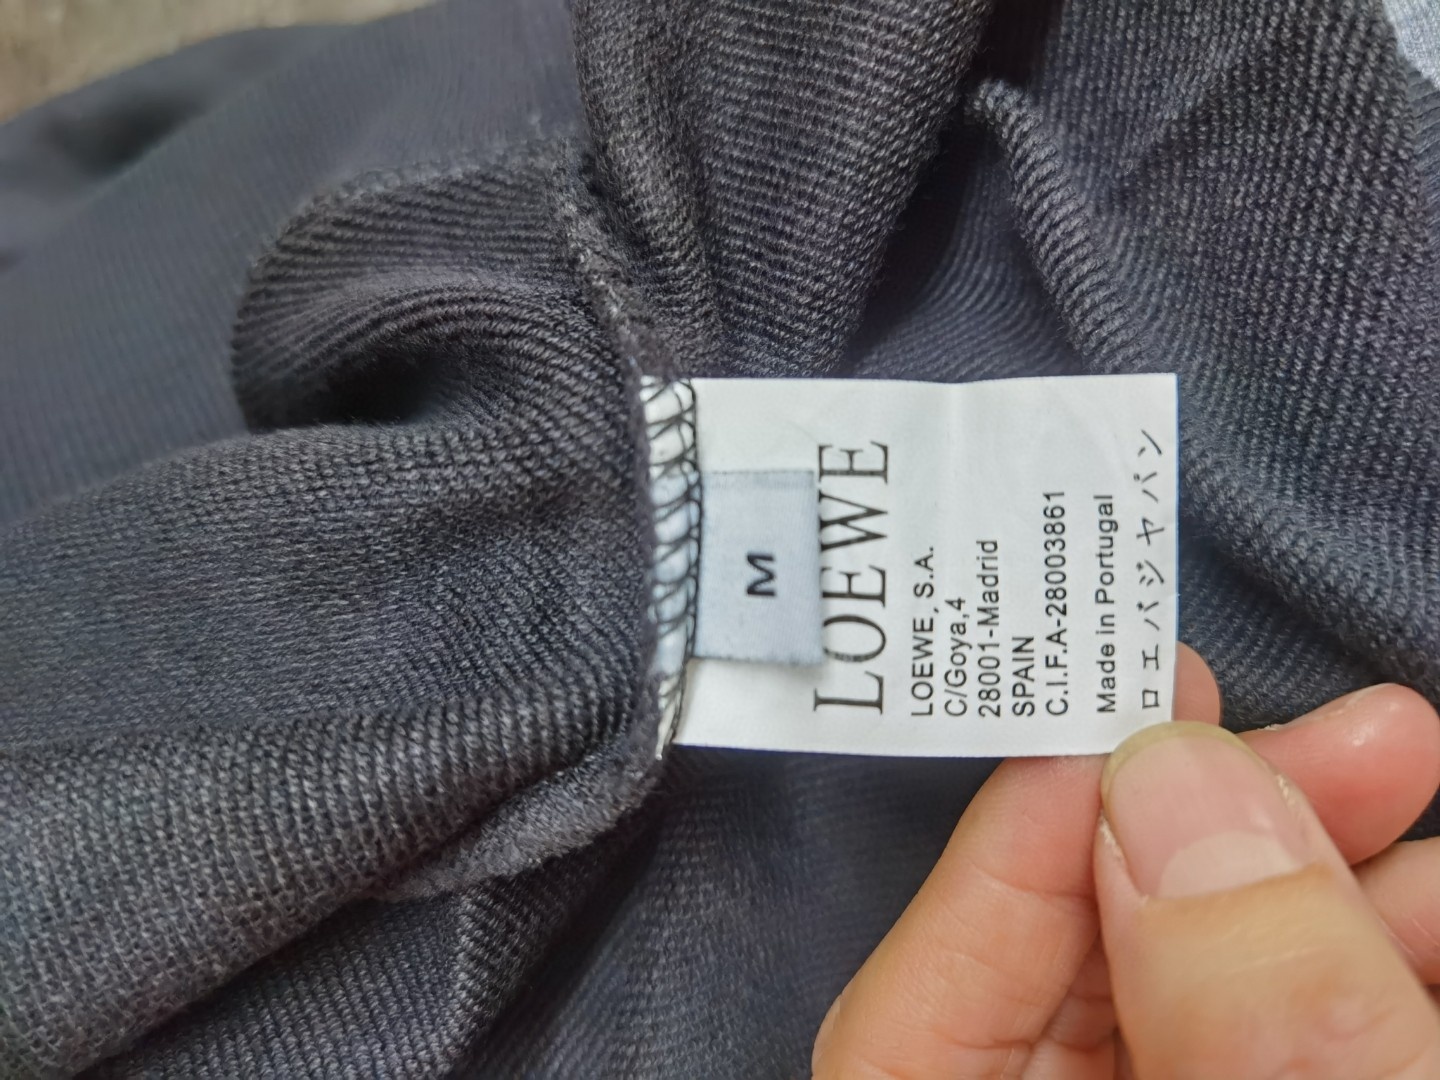 M
LOEWE
LOEWE, S.A.
C/Goya,4
28001-Madrid
SPAIN
C.I.F.A-28003861
Made in Portugal
ロエバジャパン